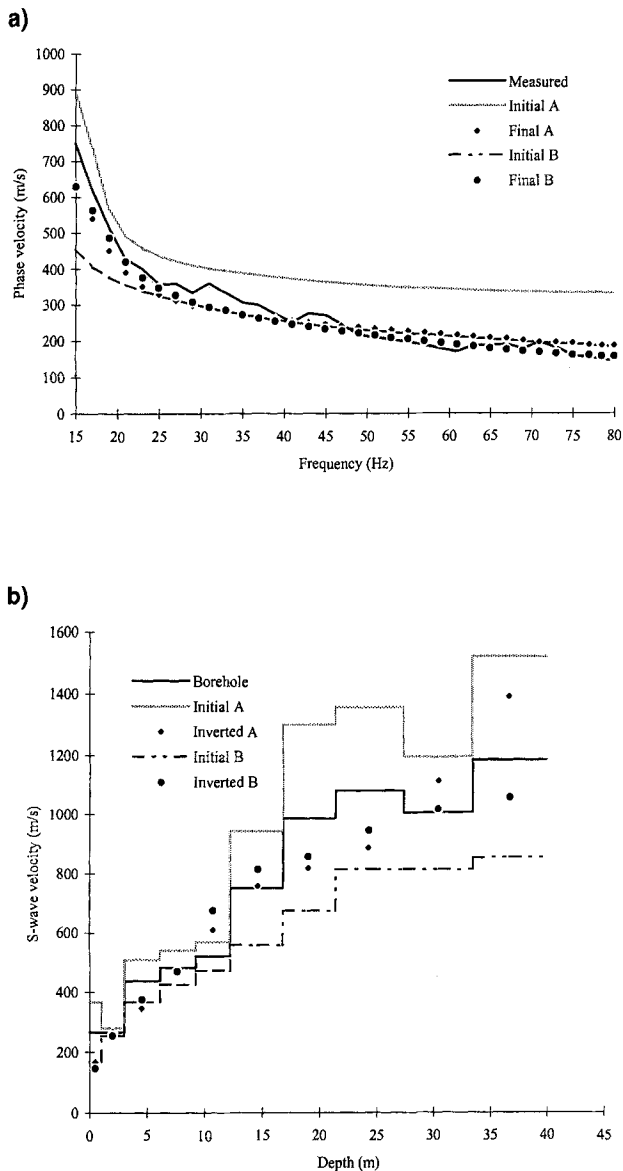 a)
1000
900
800
700
600
500
400
300
200
100
0
Phase velocity (m/s)
15 20 25 30 35 40 45 50 55 60 65 70 75 80
Frequency (Hz)
Measured
Initial A
Final A
Initial B
Final B
b)
1600
1400
1200
1000
800
600
400
200
0
S-wave velocity (m/s)
0 5 10 15 20 25 30 35 40 45
Depth (m)
Borehole
Initial A
Inverted A
Initial B
Inverted B